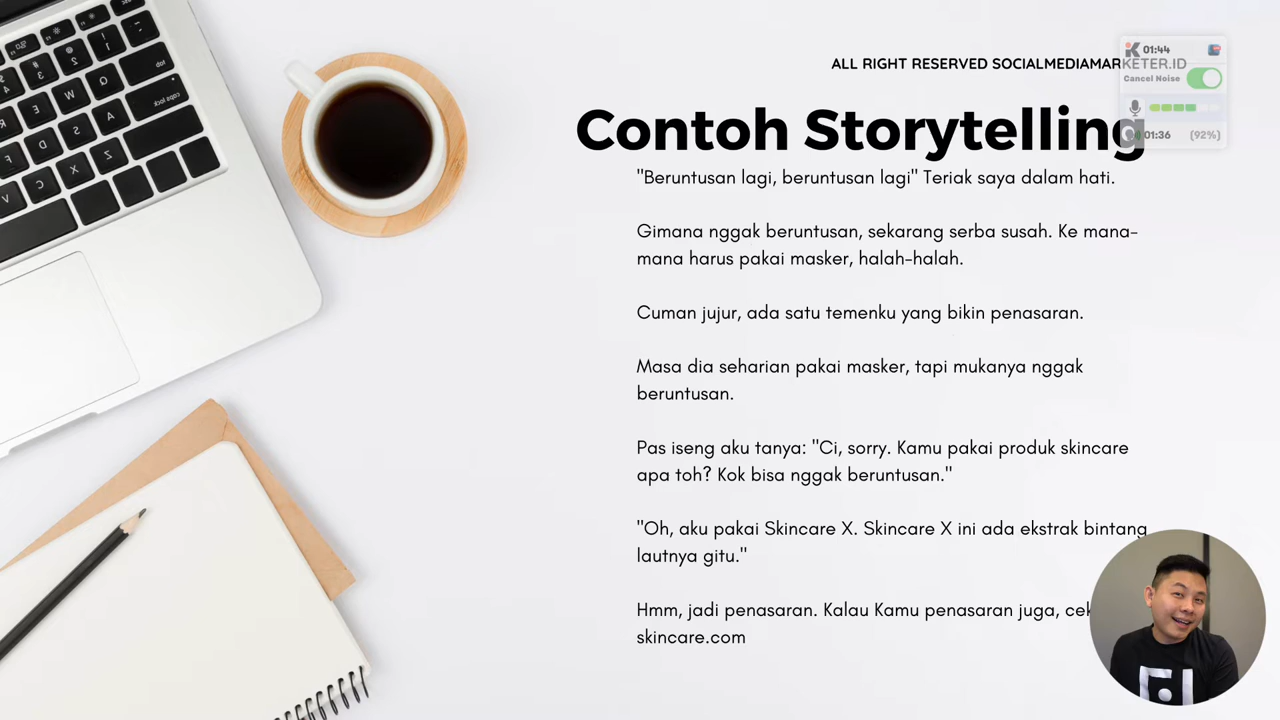 ALL RIGHT RESERVED SOCIALMEDIAMARKETER.ID
01:44
Cancel Noise
01:36 (92%)
Contoh Storytelling
"Beruntusan lagi, beruntusan lagi" Teriak saya dalam hati.
Gimana nggak beruntusan, sekarang serba susah. Ke mana-
mana harus pakai masker, halah-halah.
Cuman jujur, ada satu temenku yang bikin penasaran.
Masa dia seharian pakai masker, tapi mukanya nggak
beruntusan.
Pas iseng aku tanya: "Ci, sorry. Kamu pakai produk skincare
apa toh? Kok bisa nggak beruntusan."
"Oh, aku pakai Skincare X. Skincare X ini ada ekstrak bintang
lautnya gitu."
Hmm, jadi penasaran. Kalau Kamu penasaran juga,
skincare.com